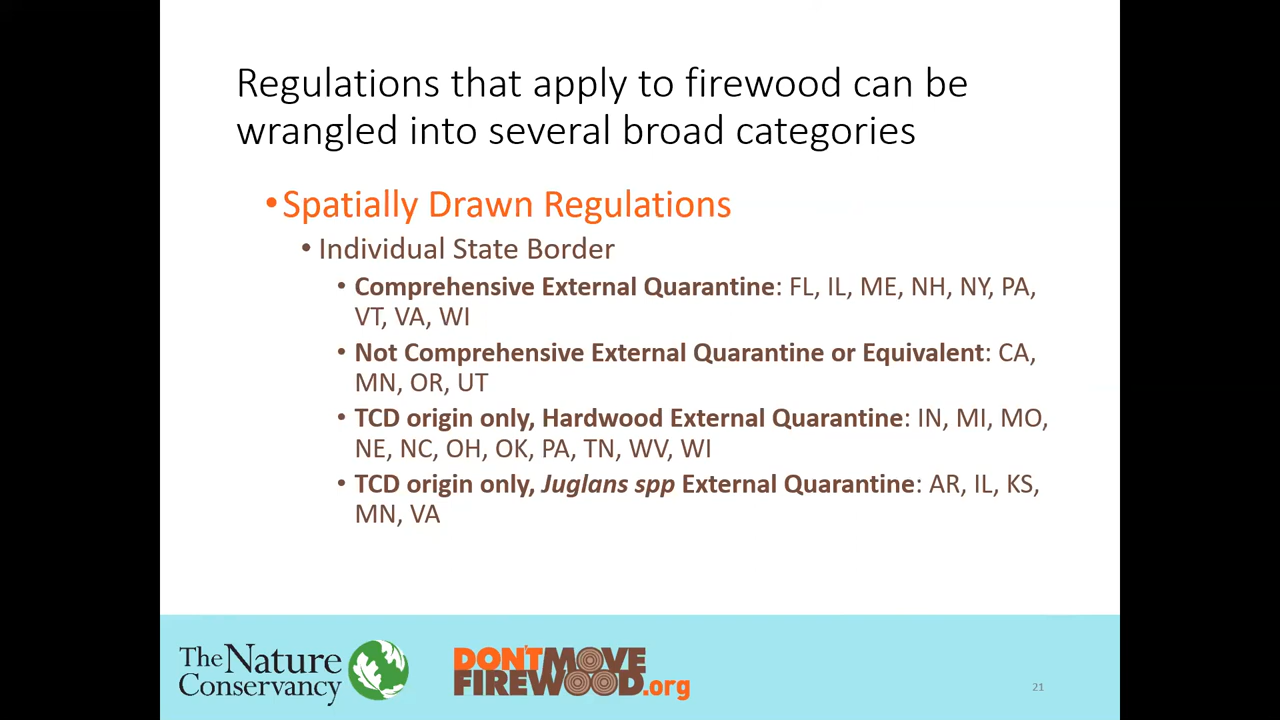 Regulations that apply to firewood can be
wrangled into several broad categories
•Spatially Drawn Regulations
• Individual State Border
• Comprehensive External Quarantine: FL, IL, ME, NH, NY, PA,
VT, VA, WI
• Not Comprehensive External Quarantine or Equivalent: CA,
MN, OR, UT
• TCD origin only, Hardwood External Quarantine: IN, MI, MO,
NE, NC, OH, OK, PA, TN, WV, WI
• TCD origin only, Juglans spp External Quarantine: AR, IL, KS,
MN, VA
The Nature
Conservancy
DON'T MOVE
FIREWOOD.org
21